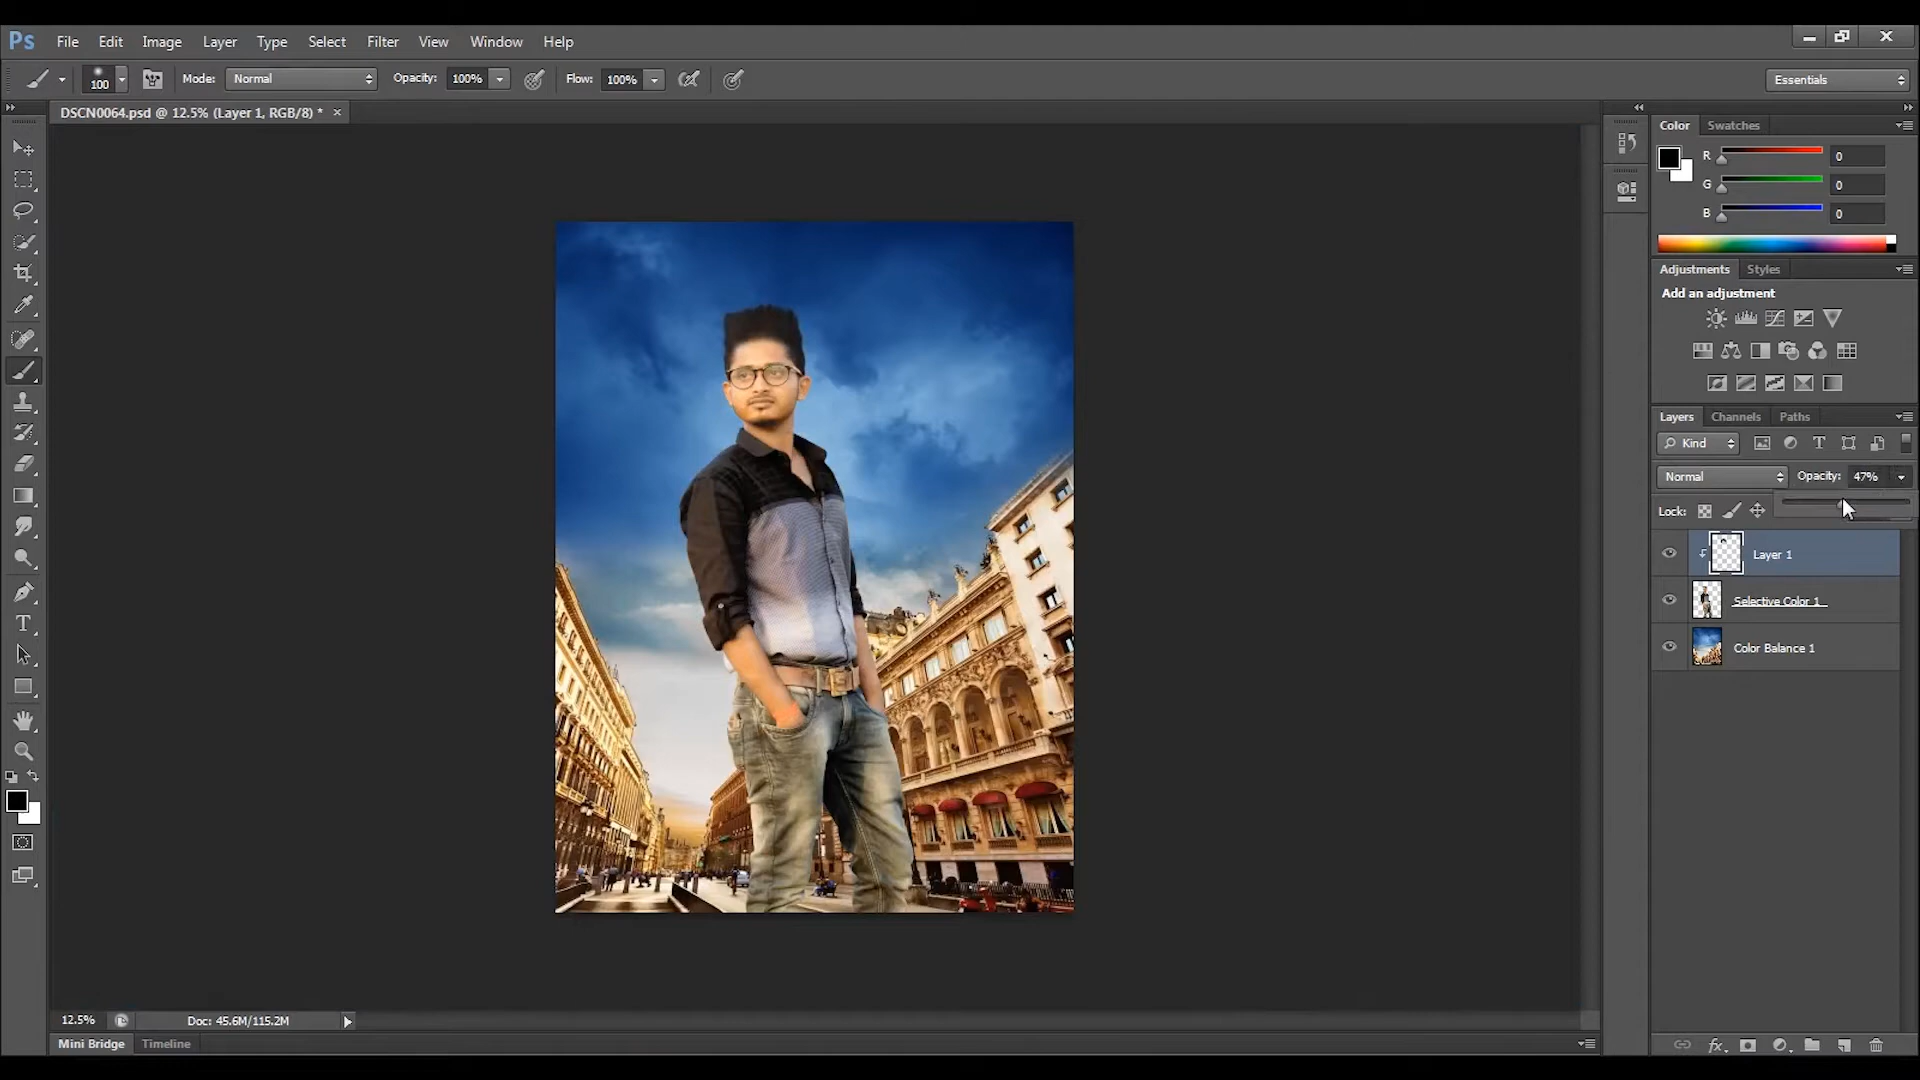 Ps File Edit Image Layer Type Select Filter View Window Help
100 Mode: Normal Opacity: 100% Flow: 100% Essentials
DSCN0064.psd @ 12.5% (Layer 1, RGB/8) * ×
Color Swatches
R 0
G 0
B 0
Adjustments Styles
Add an adjustment
Layers Channels Paths
Kind
Normal Opacity: 47%
Lock:
Layer 1
Selective Color 1
Color Balance 1
12.5% Doc: 45.6M/115.2M
Mini Bridge Timeline